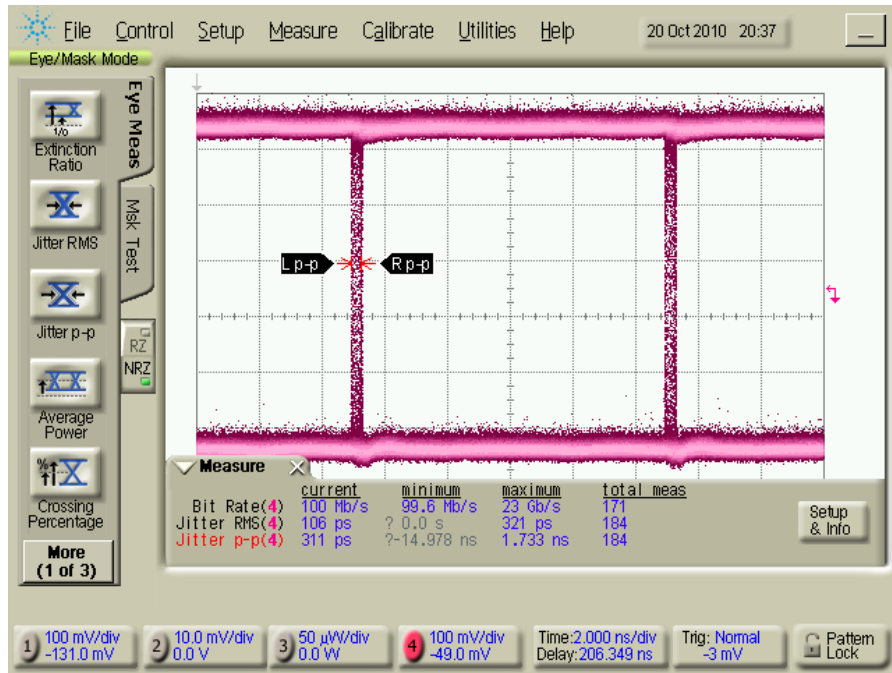 File Control Setup Measure Calibrate Utilities Help 20 Oct 2010 20:37
Eye/Mask Mode
Eye Meas
Msk Test
1/0
Extinction
Ratio
Jitter RMS
Jitter p-p
RZ
NRZ
Average
Power
%
Crossing
Percentage
More
(1 of 3)
L p-p R p-p
Measure
current minimum maximum total meas
Bit Rate(4) 100 Mb/s 99.6 Mb/s 23 Gb/s 171
Jitter RMS(4) 106 ps ? 0.0 s 321 ps 184
Jitter p-p(4) 311 ps ?-14.978 ns 1.733 ns 184
Setup
& Info
1 100 mV/div
-131.0 mV
2 10.0 mV/div
0.0 V
3 50 µW/div
0.0 W
4 100 mV/div
-49.0 mV
Time:2.000 ns/div
Delay:206.349 ns
Trig: Normal
-3 mV
Pattern
Lock